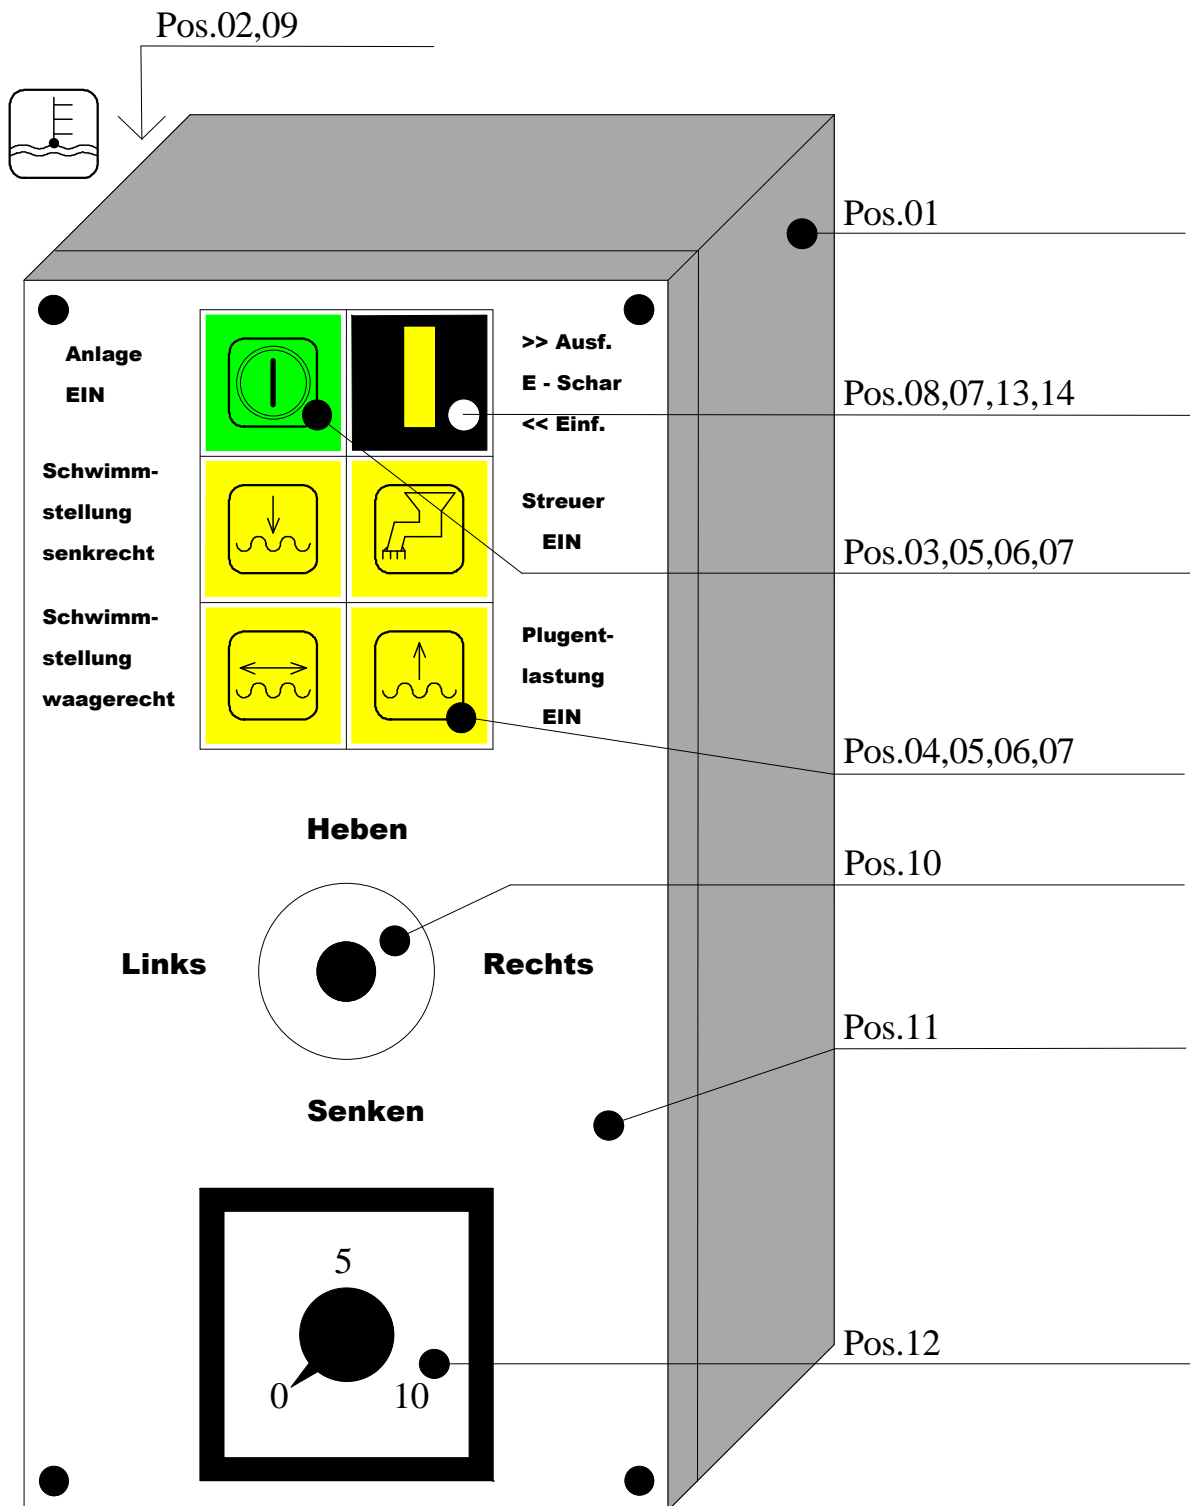 Pos.02,09
Pos.01
Anlage
EIN
>> Ausf.
E - Schar
<< Einf.
Pos.08,07,13,14
Schwimm-
stellung
senkrecht
Streuer
EIN
Pos.03,05,06,07
Schwimm-
stellung
waagerecht
Plugent-
lastung
EIN
Pos.04,05,06,07
Heben
Pos.10
Links
Rechts
Pos.11
Senken
5
0
10
Pos.12